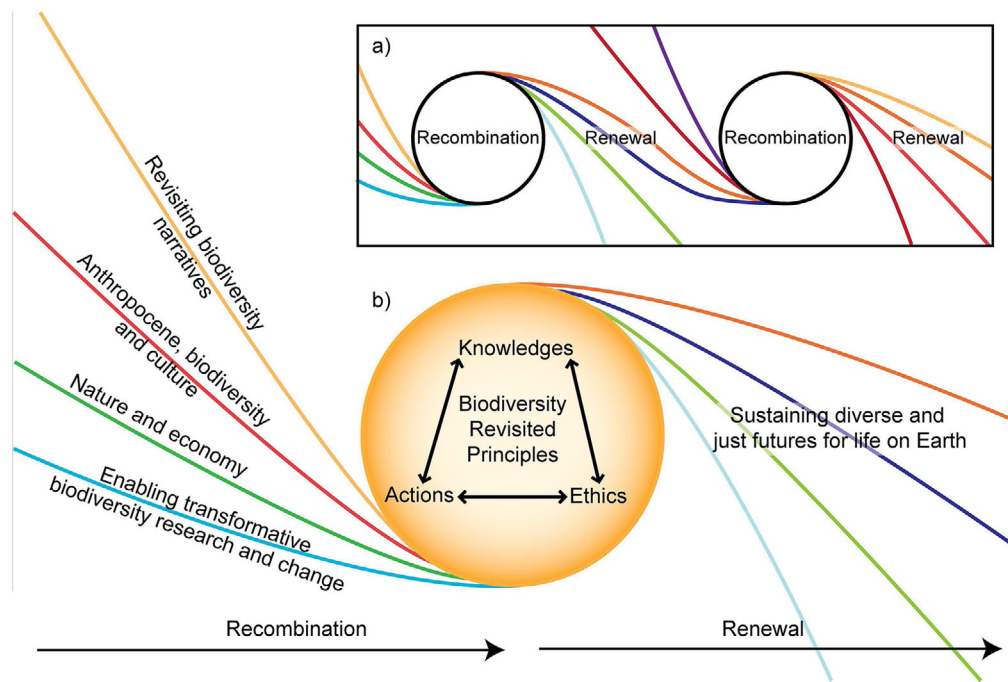 a)
Recombination
Renewal
Recombination
Renewal
b)
Revisiting biodiversity
narratives
Anthropocene, biodiversity
and culture
Nature and economy
Enabling transformative
biodiversity research and change
Knowledges
Biodiversity
Revisited
Principles
Actions
Ethics
Sustaining diverse and
just futures for life on Earth
Recombination
Renewal